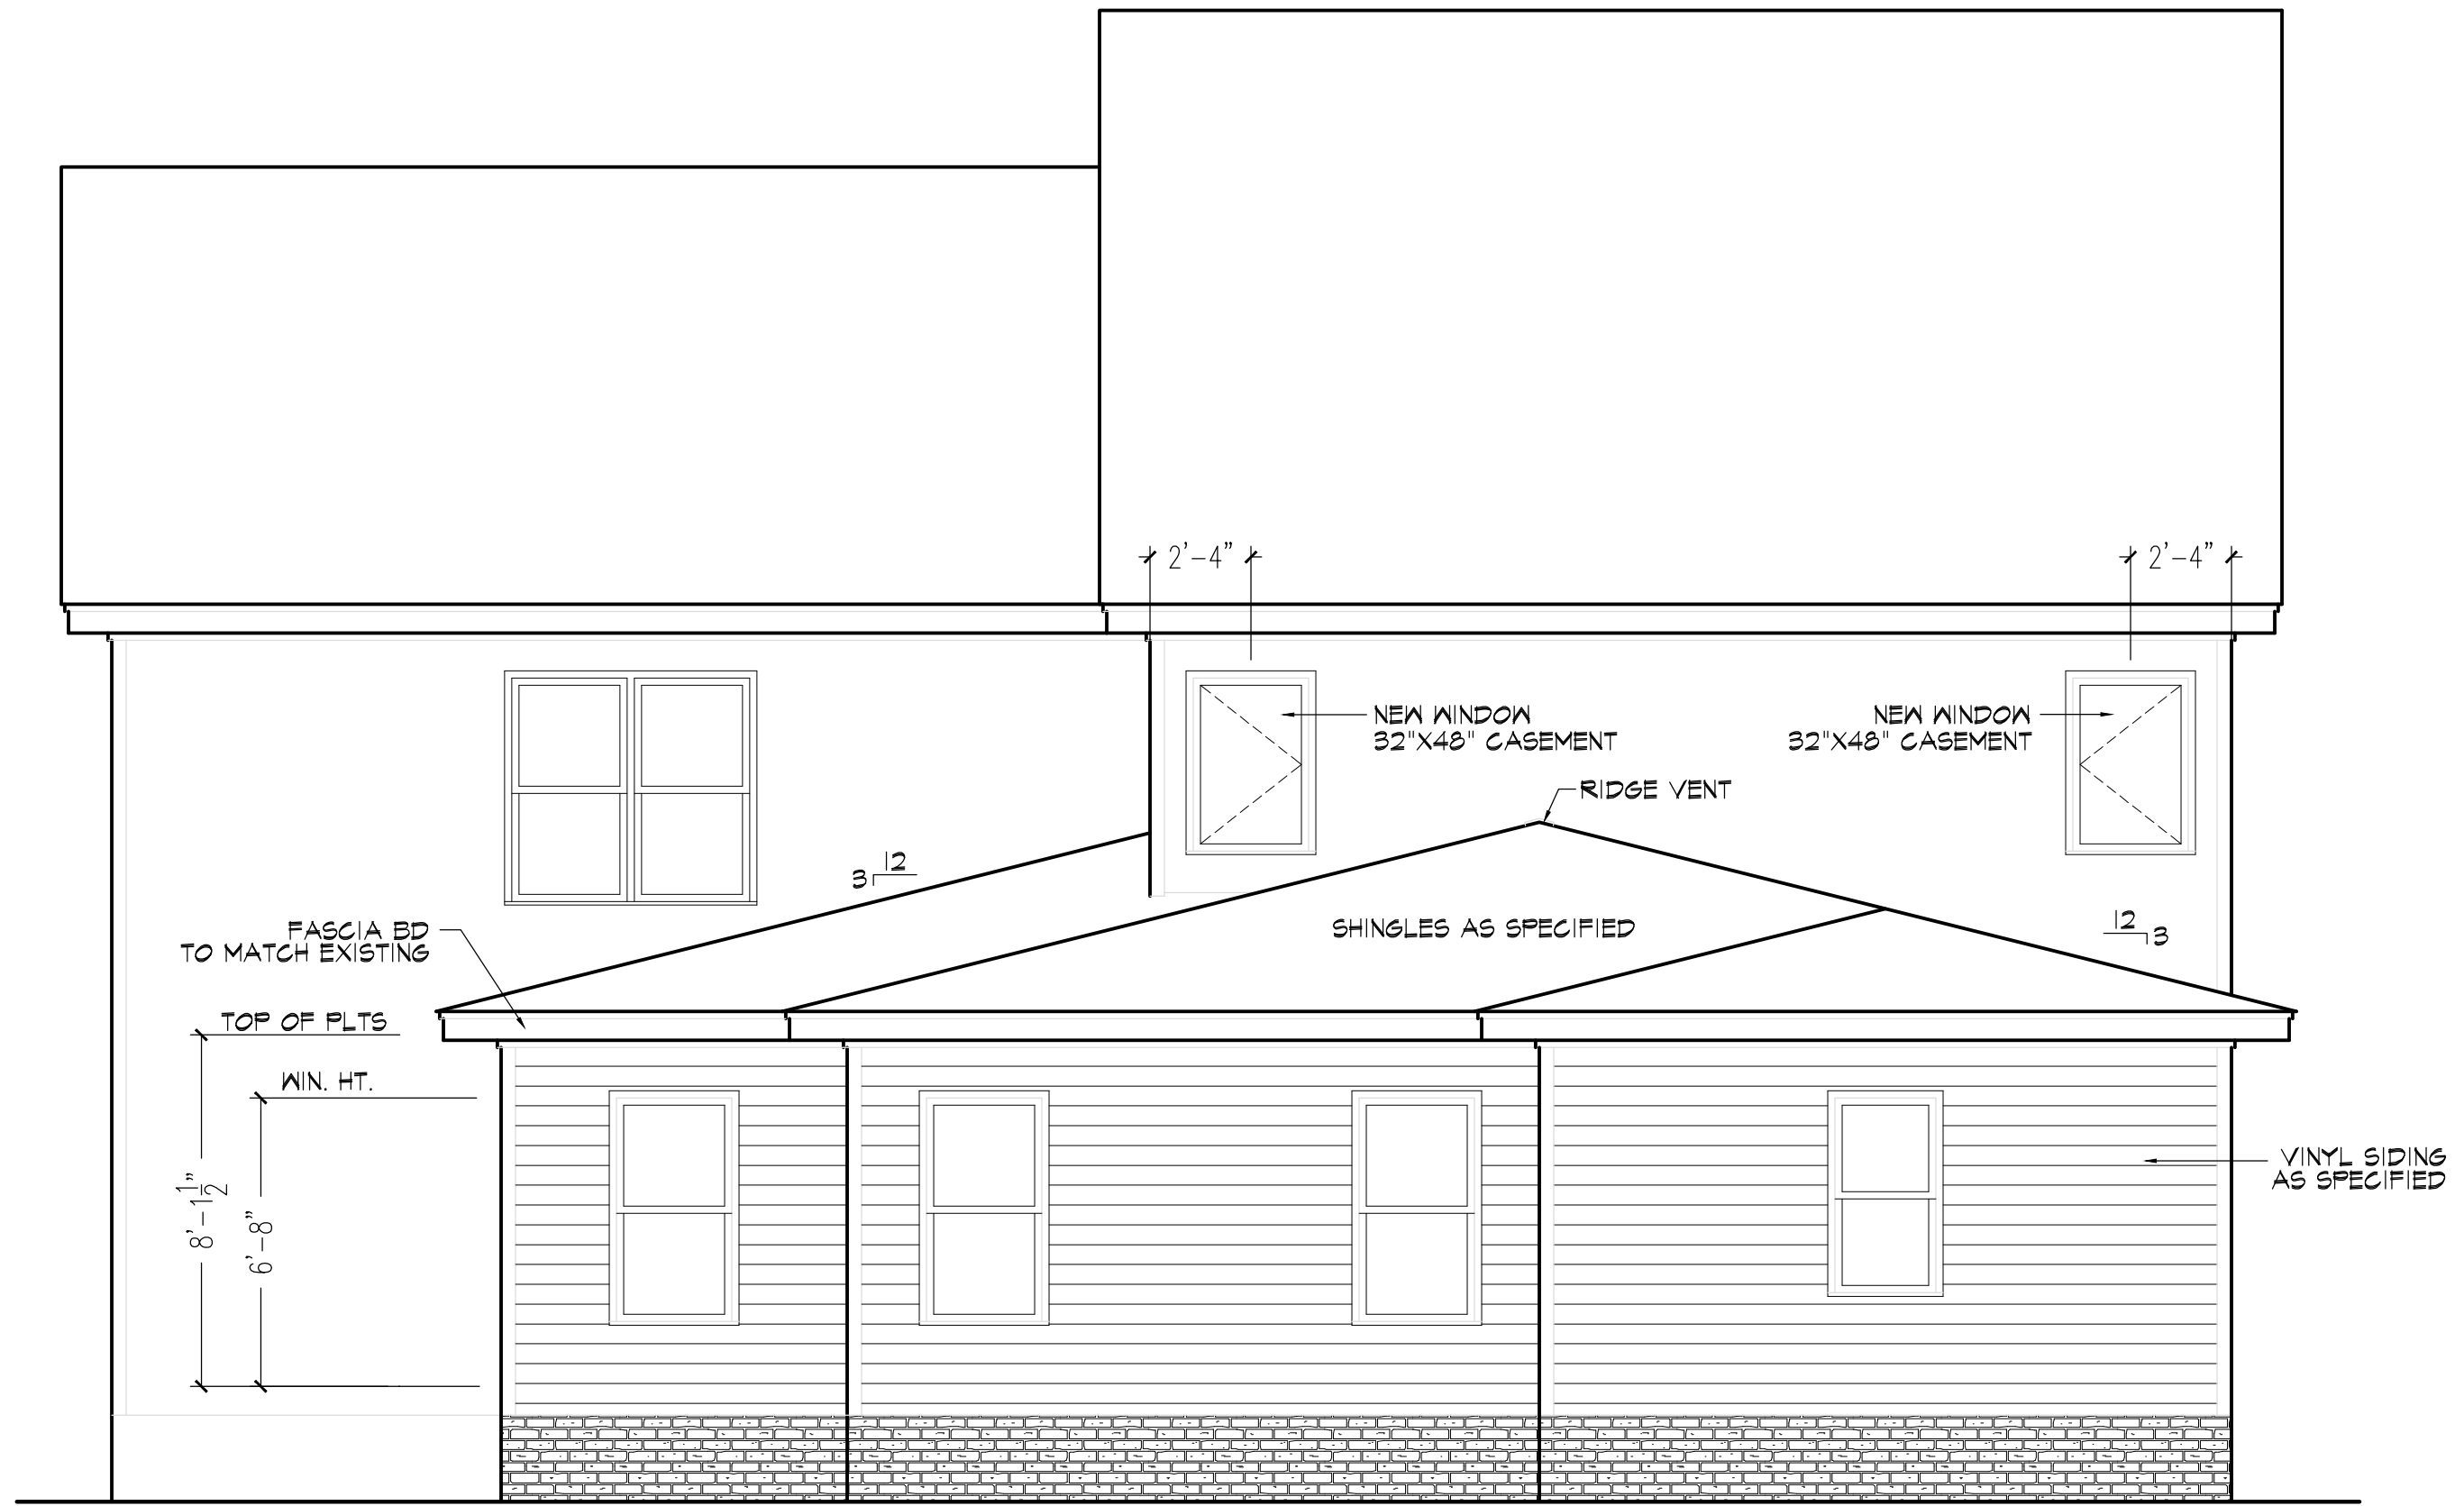 2'-4"
2'-4"
NEW WINDOW
32"X48" CASEMENT
NEW WINDOW
32"X48" CASEMENT
RIDGE VENT
12
3
FASCIA BD
TO MATCH EXISTING
SHINGLES AS SPECIFIED
12
3
TOP OF PLTS
WIN. HT.
8'-1 1/2"
6'-8"
VINYL SIDING
AS SPECIFIED